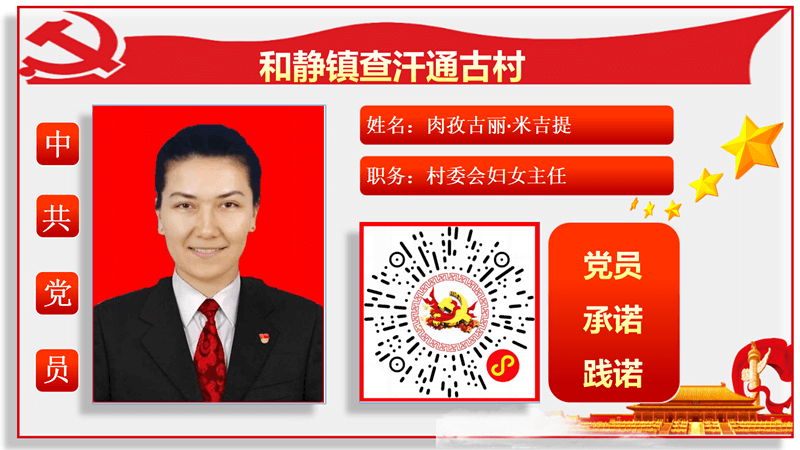 和静镇查汗通古村
中共党员
姓名：肉孜古丽·米吉提
职务：村委会妇女主任
党员
承诺
践诺